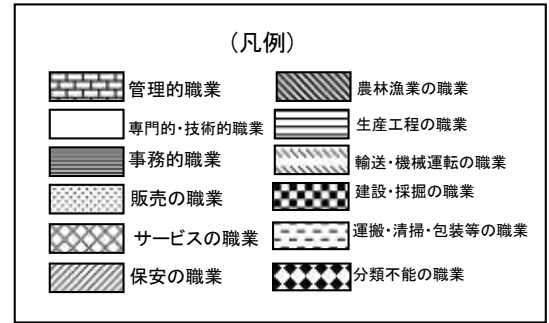 （凡例）
管理的職業
専門的・技術的職業
事務的職業
販売の職業
サービスの職業
保安の職業
農林漁業の職業
生産工程の職業
輸送・機械運転の職業
建設・採掘の職業
運搬・清掃・包装等の職業
分類不能の職業